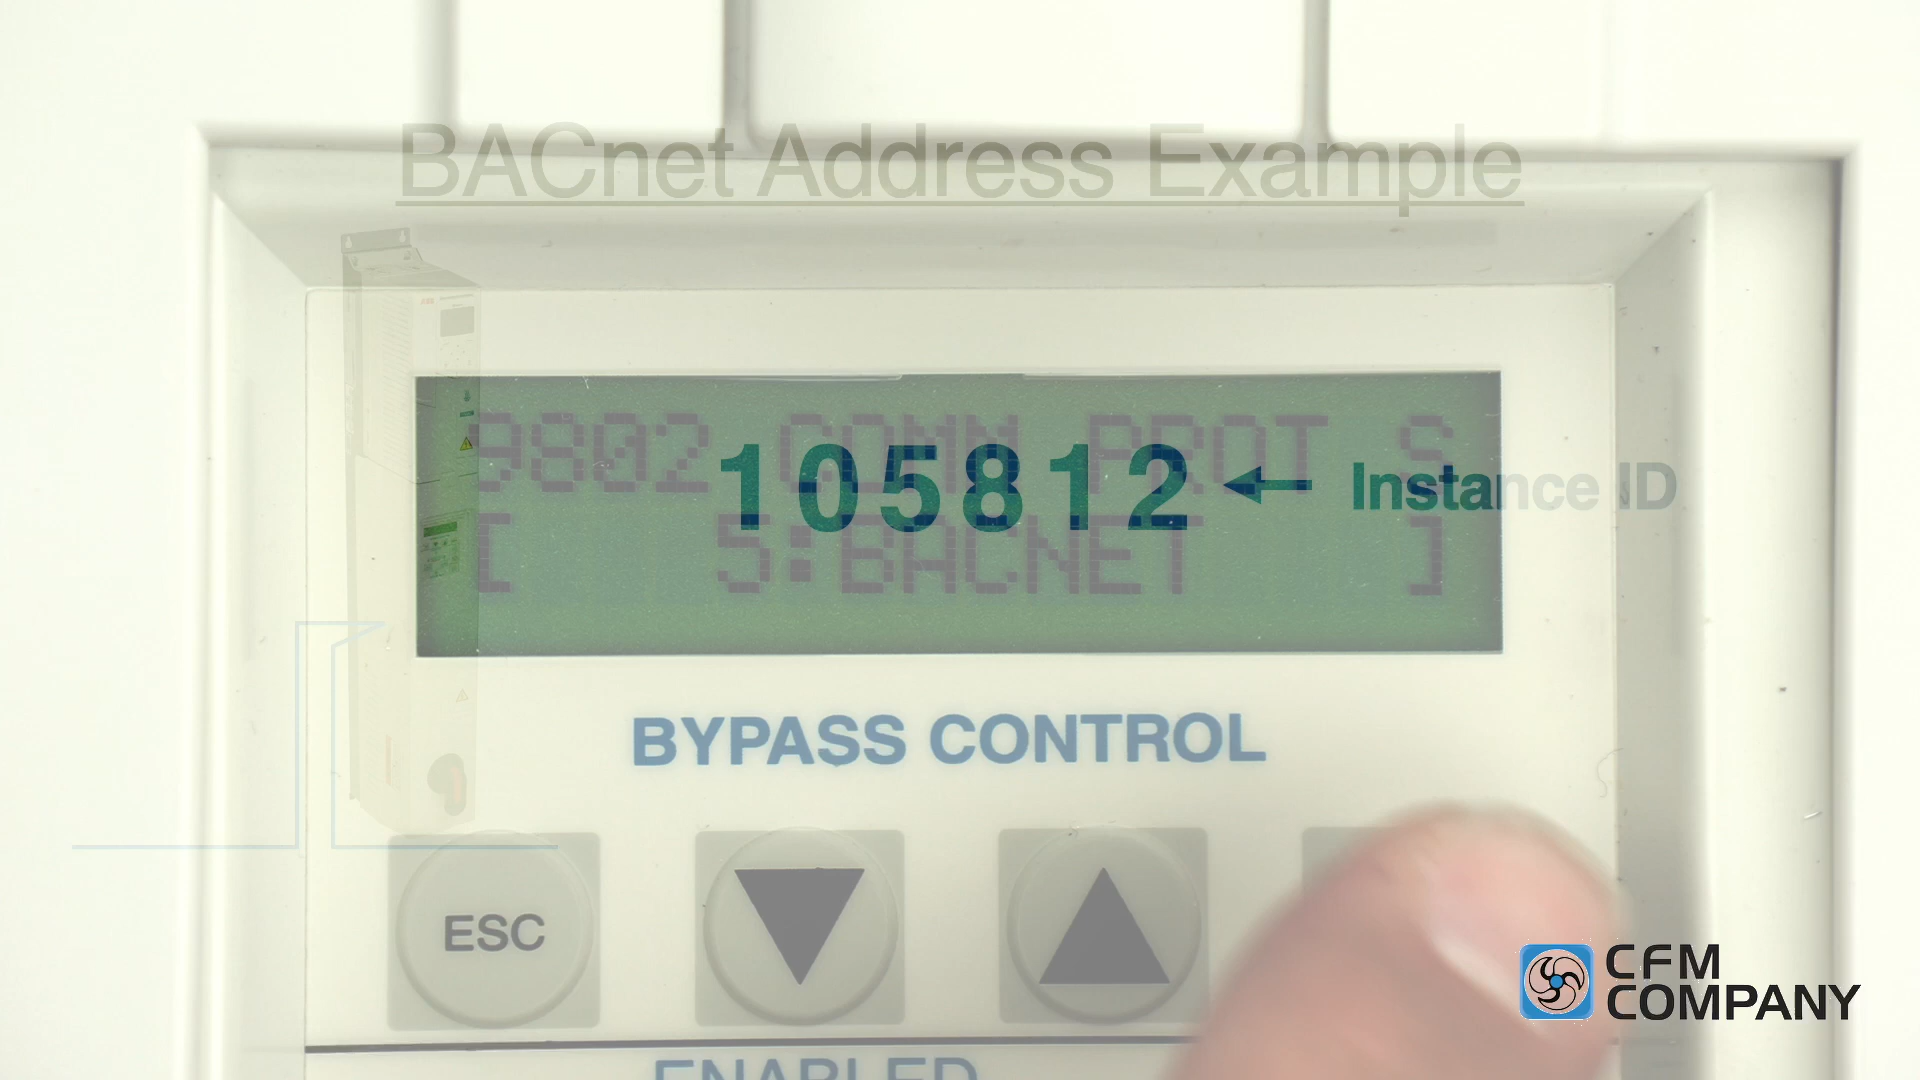 BACnet Address Example
9802 COMM PROT S
105812
Instance ID
[ 5:BACNET ]
BYPASS CONTROL
ESC
ENABLED
CFM
COMPANY